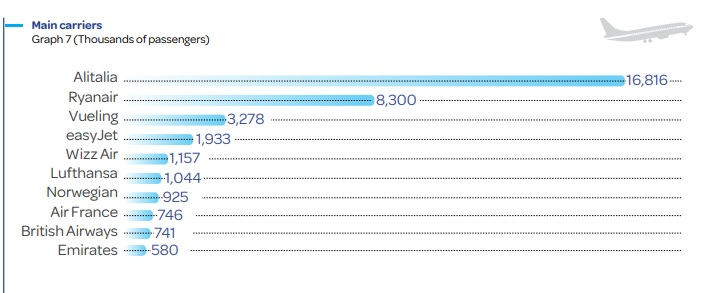 Main carriers
Graph 7 (Thousands of passengers)
Alitalia 16,816
Ryanair 8,300
Vueling 3,278
easyJet 1,933
Wizz Air 1,157
Lufthansa 1,044
Norwegian 925
Air France 746
British Airways 741
Emirates 580